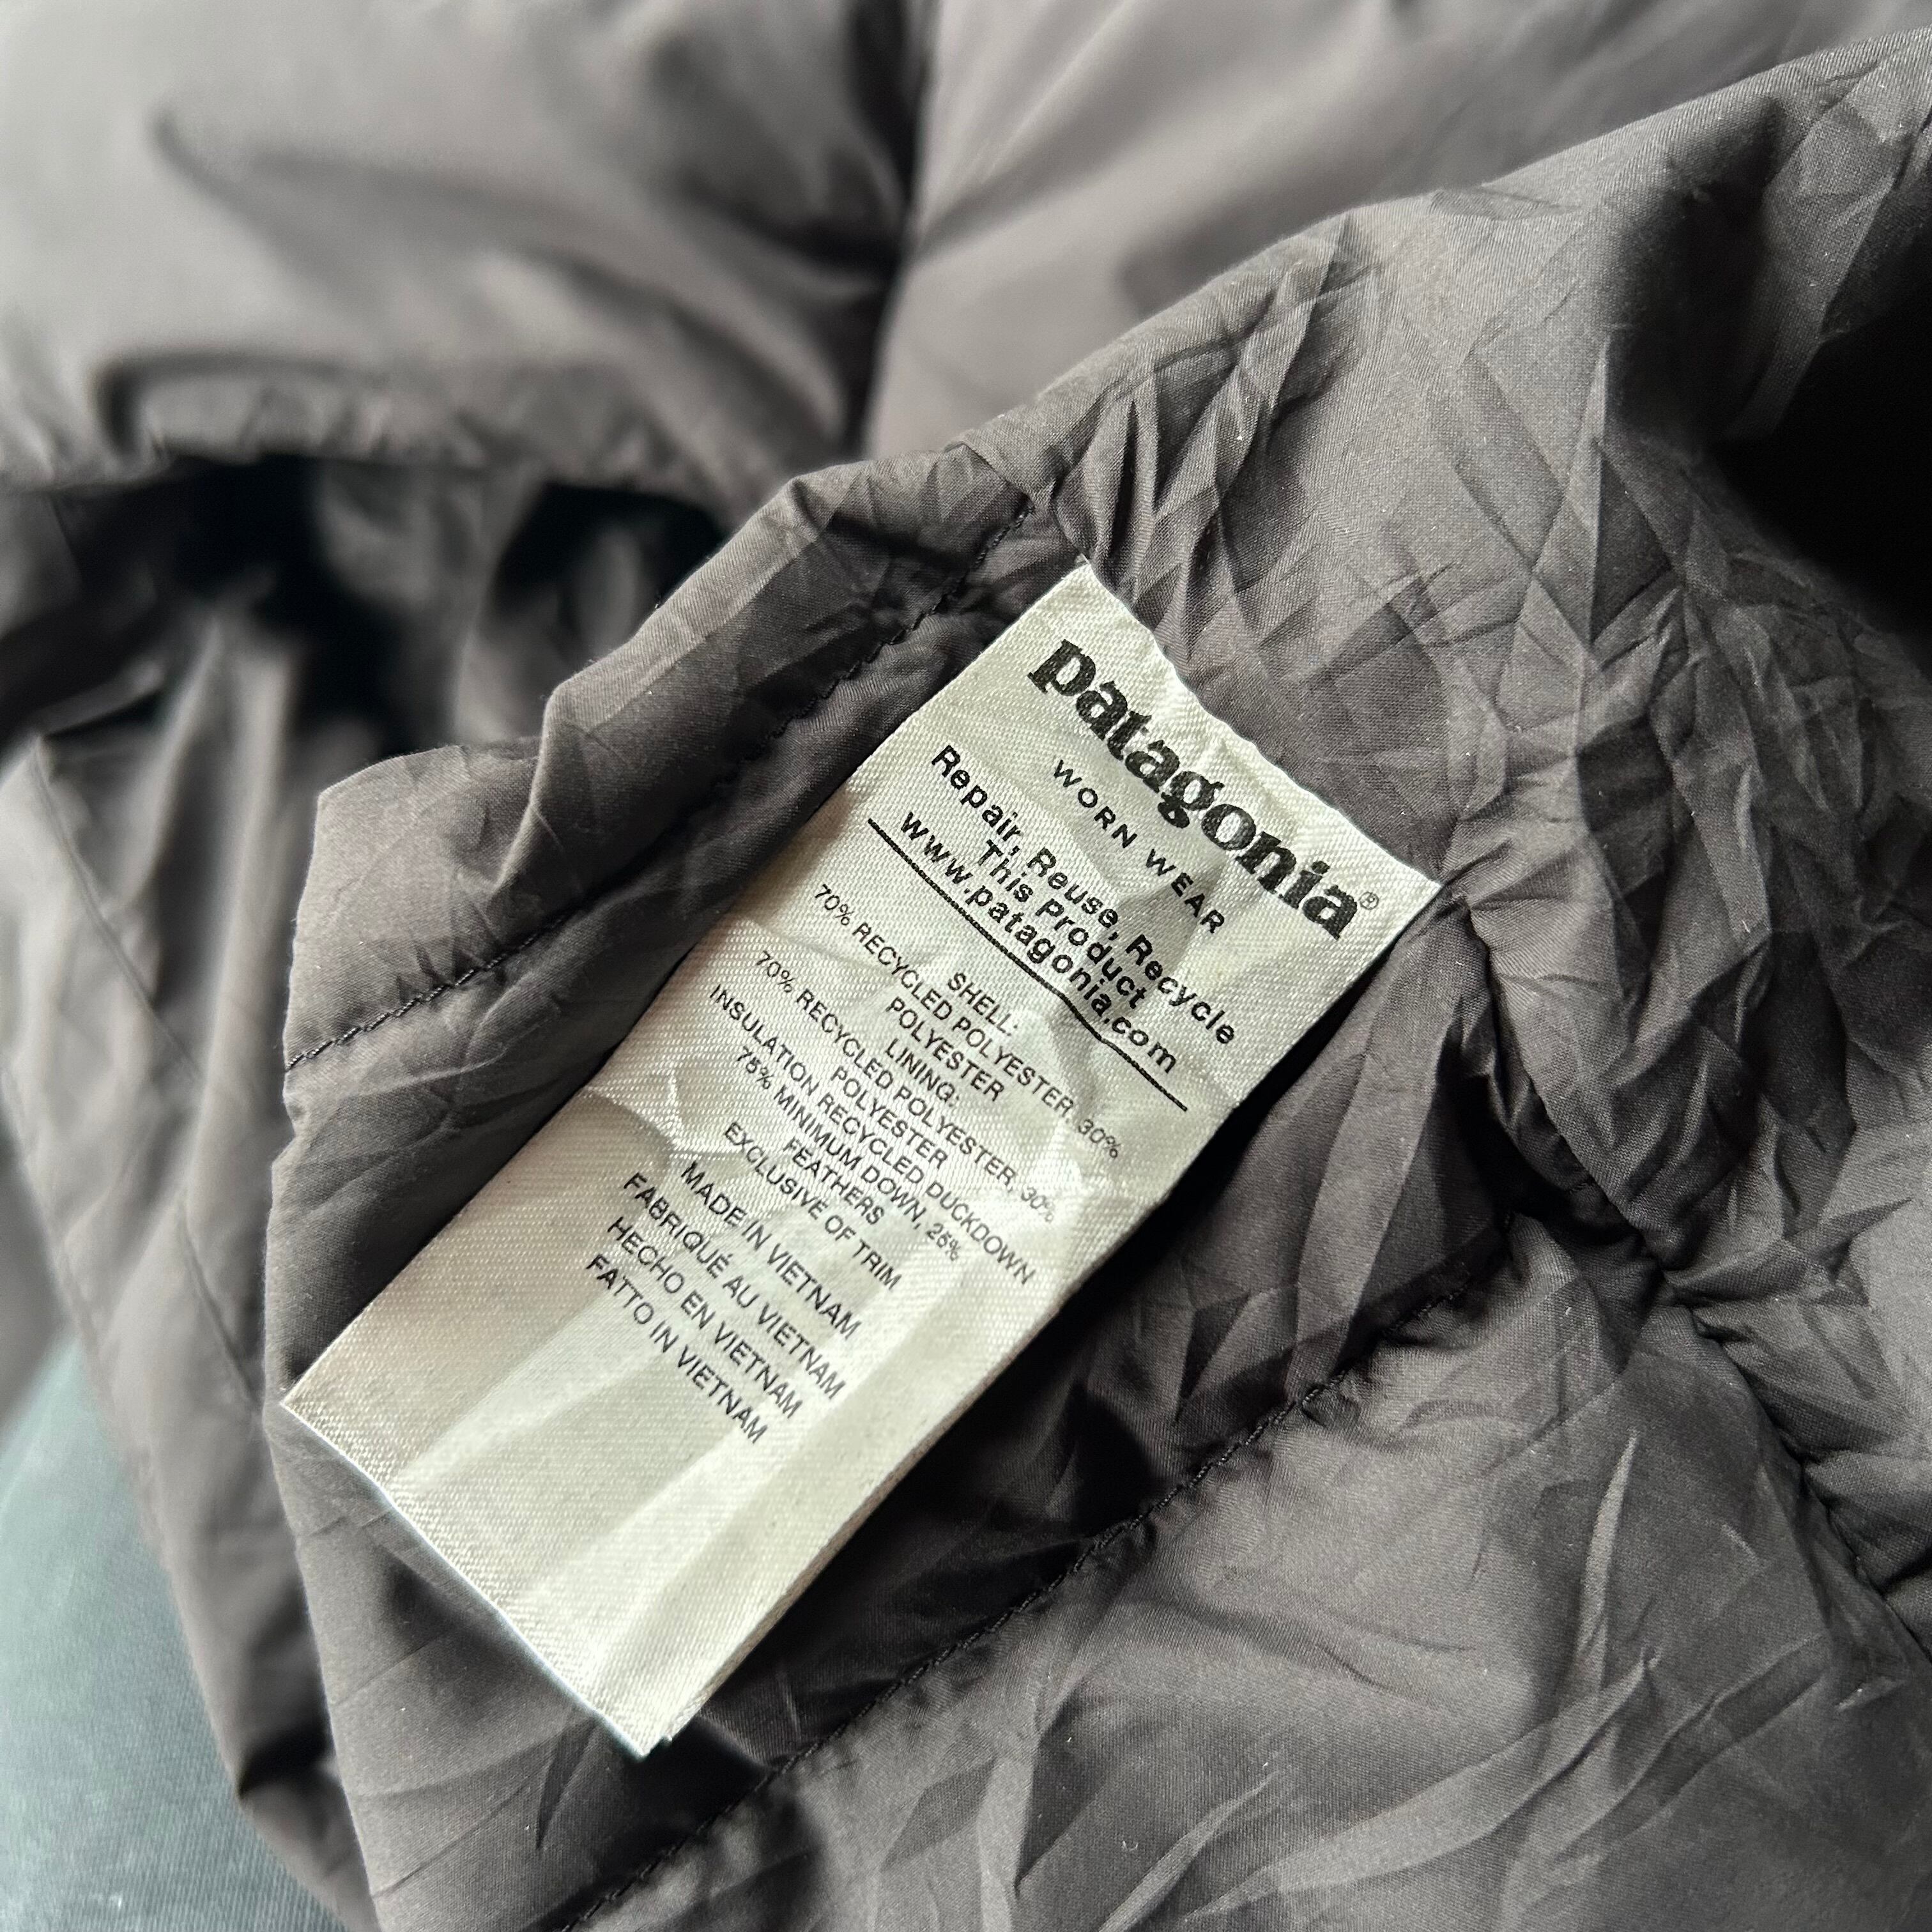 patagonia®
WORN WEAR
Repair, Reuse, Recycle
This Product
www.patagonia.com
SHELL:
70% RECYCLED POLYESTER, 30%
POLYESTER
LINING:
70% RECYCLED POLYESTER, 30%
POLYESTER
INSULATION RECYCLED DUCKDOWN
75% MINIMUM DOWN, 25%
FEATHERS
EXCLUSIVE OF TRIM
MADE IN VIETNAM
FABRIQUÉ AU VIETNAM
HECHO EN VIETNAM
FATTO IN VIETNAM